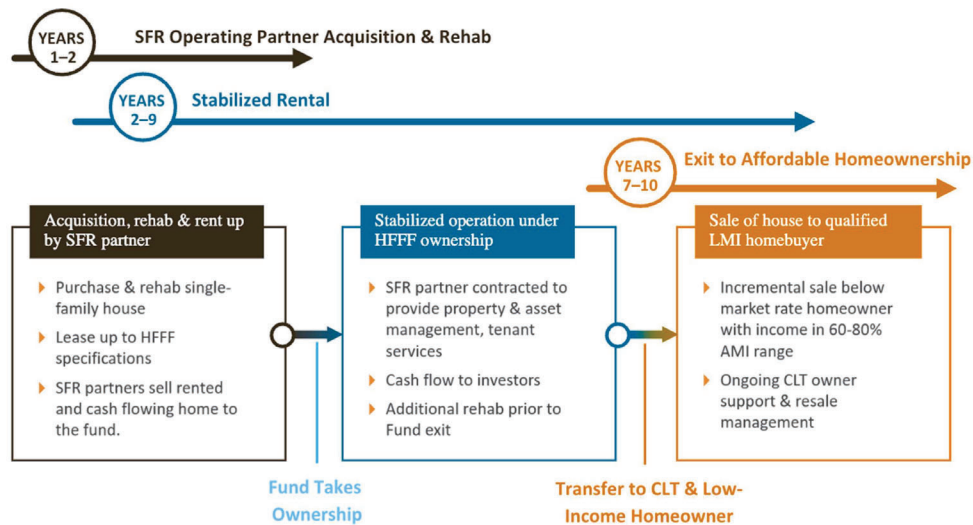 YEARS
1–2
SFR Operating Partner Acquisition & Rehab
YEARS
2–9
Stabilized Rental
YEARS
7–10
Exit to Affordable Homeownership
Acquisition, rehab & rent up
by SFR partner
Purchase & rehab single-
family house
Lease up to HFFF
specifications
SFR partners sell rented
and cash flowing home to
the fund.
Stabilized operation under
HFFF ownership
SFR partner contracted to
provide property & asset
management, tenant
services
Cash flow to investors
Additional rehab prior to
Fund exit
Sale of house to qualified
LMI homebuyer
Incremental sale below
market rate homeowner
with income in 60-80%
AMI range
Ongoing CLT owner
support & resale
management
Fund Takes
Ownership
Transfer to CLT & Low-
Income Homeowner